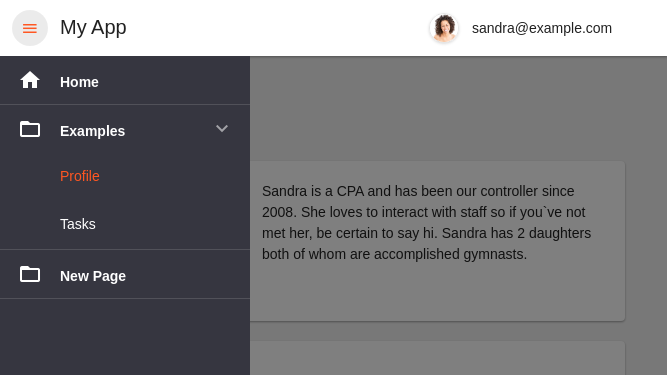 My App
sandra@example.com
Home
Examples
Profile
Tasks
New Page
Sandra is a CPA and has been our controller since
2008. She loves to interact with staff so if you`ve not
met her, be certain to say hi. Sandra has 2 daughters
both of whom are accomplished gymnasts.